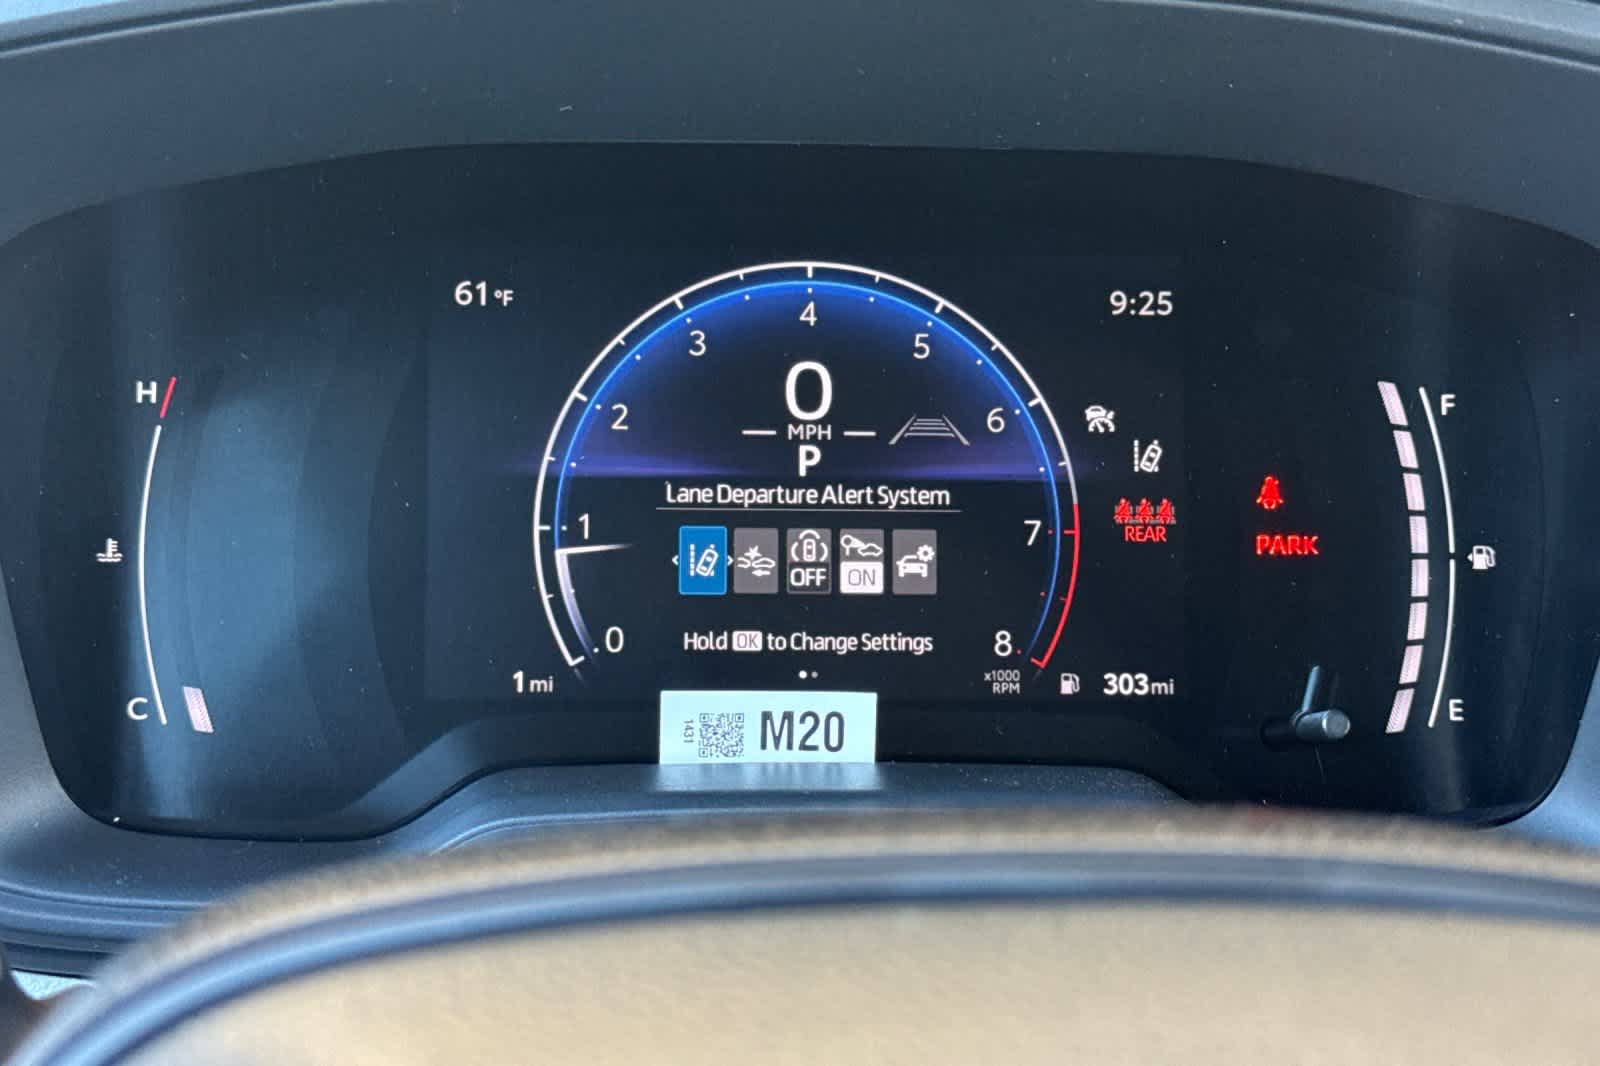 61°F
9:25
4
3
5
H
F
0
2
6
MPH
P
Lane Departure Alert System
1
7
REAR
PARK
OFF
ON
0
Hold OK to Change Settings
8
1 mi
x1000
RPM
303 mi
C
E
1431
M20